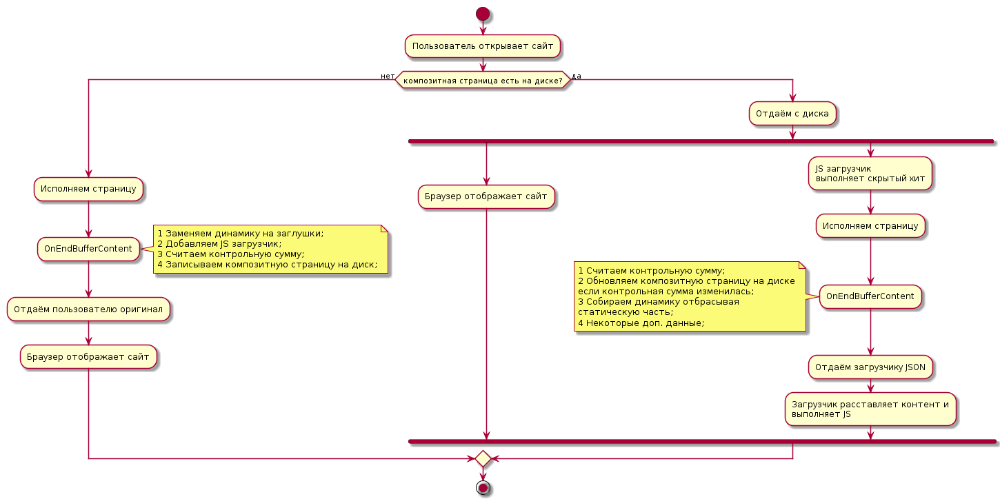 Пользователь открывает сайт
нет
композитная страница есть на диске?
да
Отдаём с диска
Исполняем страницу
OnEndBufferContent
1 Заменяем динамику на заглушки;
2 Добавляем JS загрузчик;
3 Считаем контрольную сумму;
4 Записываем композитную страницу на диск;
Отдаём пользователю оригинал
Браузер отображает сайт
Браузер отображает сайт
JS загрузчик
выполняет скрытый хит
Исполняем страницу
1 Считаем контрольную сумму;
2 Обновляем композитную страницу на диске
если контрольная сумма изменилась;
3 Собираем динамику отбрасывая
статическую часть;
4 Некоторые доп. данные;
OnEndBufferContent
Отдаём загрузчику JSON
Загрузчик расставляет контент и
выполняет JS